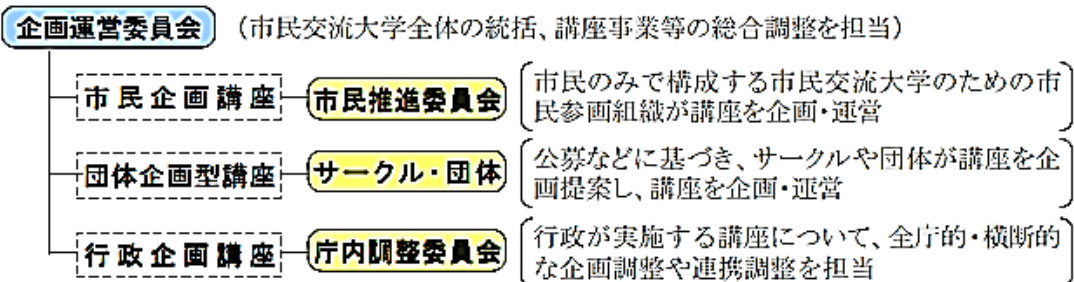 企画運営委員会 （市民交流大学全体の統括、講座事業等の総合調整を担当）
市民企画講座 市民推進委員会 市民のみで構成する市民交流大学のための市
民参画組織が講座を企画・運営
団体企画型講座 サークル・団体 公募などに基づき、サークルや団体が講座を企
画提案し、講座を企画・運営
行政企画講座 庁内調整委員会 行政が実施する講座について、全庁的・横断的
な企画調整や連携調整を担当